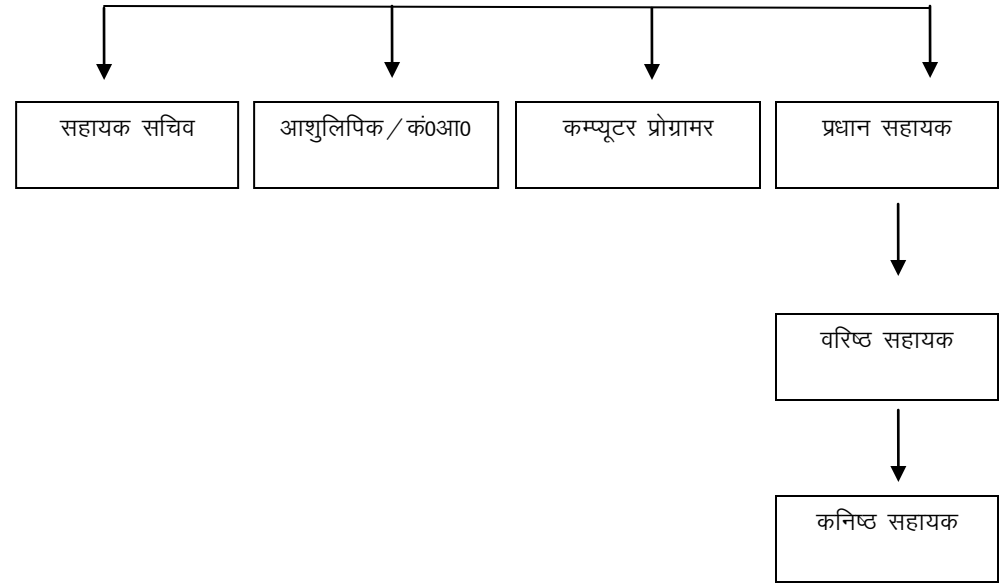 सहायक सचिव
आशुलिपिक/कं0आ0
कम्प्यूटर प्रोग्रामर
प्रधान सहायक
वरिष्ठ सहायक
कनिष्ठ सहायक